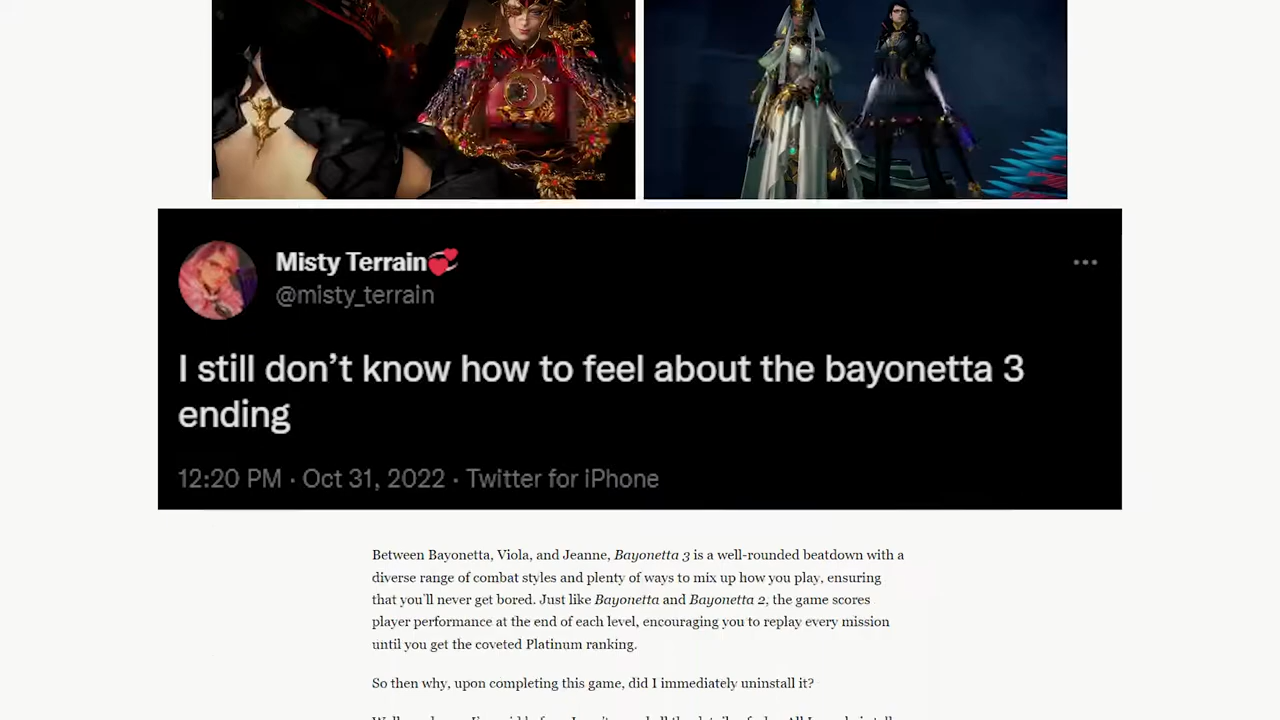 Misty Terrain💞
@misty_terrain
I still don’t know how to feel about the bayonetta 3
ending
12:20 PM · Oct 31, 2022 · Twitter for iPhone
Between Bayonetta, Viola, and Jeanne, Bayonetta 3 is a well-rounded beatdown with a
diverse range of combat styles and plenty of ways to mix up how you play, ensuring
that you’ll never get bored. Just like Bayonetta and Bayonetta 2, the game scores
player performance at the end of each level, encouraging you to replay every mission
until you get the coveted Platinum ranking.
So then why, upon completing this game, did I immediately uninstall it?